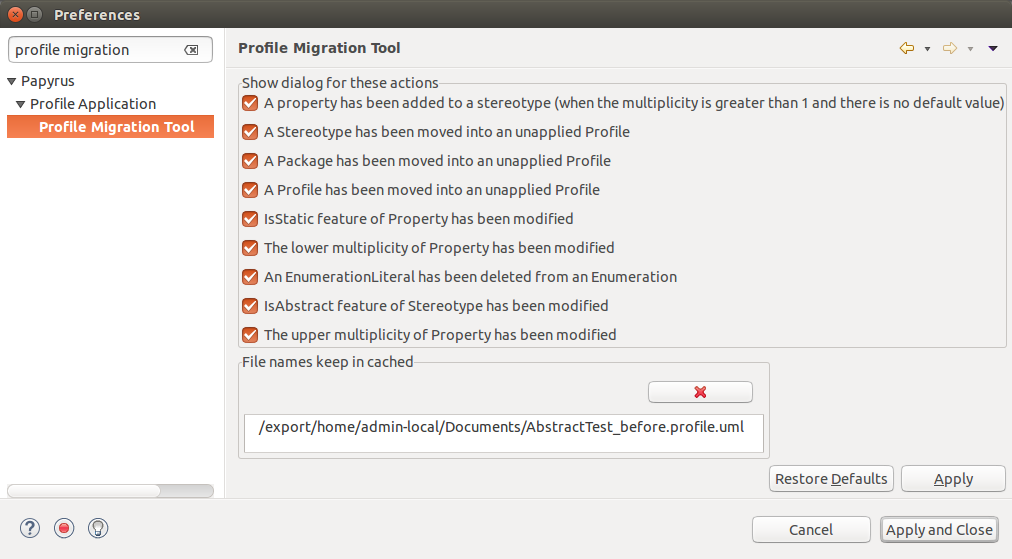 Preferences
profile migration
Profile Migration Tool
Papyrus
Profile Application
Profile Migration Tool
Show dialog for these actions
A property has been added to a stereotype (when the multiplicity is greater than 1 and there is no default value)
A Stereotype has been moved into an unapplied Profile
A Package has been moved into an unapplied Profile
A Profile has been moved into an unapplied Profile
IsStatic feature of Property has been modified
The lower multiplicity of Property has been modified
An EnumerationLiteral has been deleted from an Enumeration
IsAbstract feature of Stereotype has been modified
The upper multiplicity of Property has been modified
File names keep in cached
/export/home/admin-local/Documents/AbstractTest_before.profile.uml
Restore Defaults
Apply
?
Cancel
Apply and Close